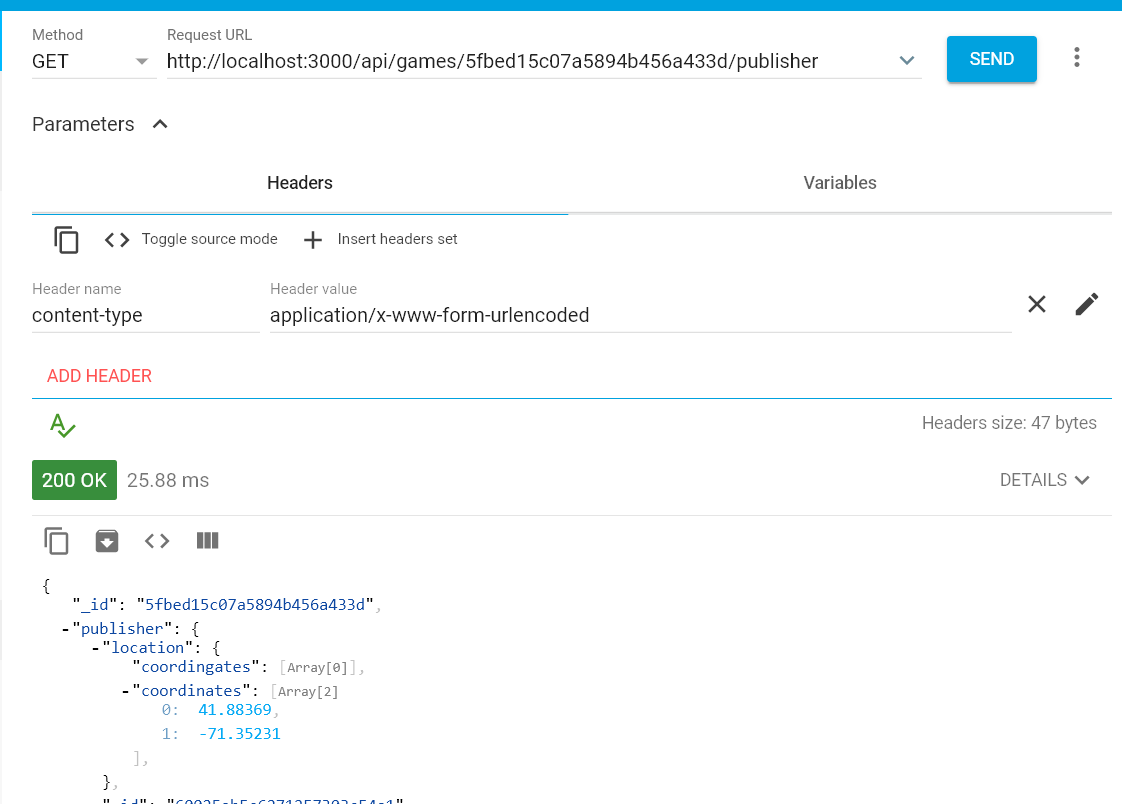 Method
Request URL
GET
http://localhost:3000/api/games/5fbed15c07a5894b456a433d/publisher
SEND
Parameters
Headers
Variables
Toggle source mode
Insert headers set
Header name
Header value
content-type
application/x-www-form-urlencoded
ADD HEADER
Headers size: 47 bytes
200 OK
25.88 ms
DETAILS
{
"_id": "5fbed15c07a5894b456a433d",
-"publisher": {
-"location": {
"coordingates": [Array[0]],
-"coordinates": [Array[2]
0: 41.88369,
1: -71.35231
],
},